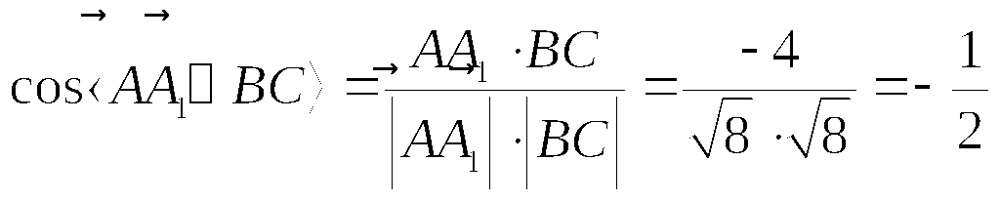 cos⟨AA₁▯ BC⟩ = (AA₁ · BC) / (|AA₁| · |BC|) = -4 / (√8 · √8) = - 1/2